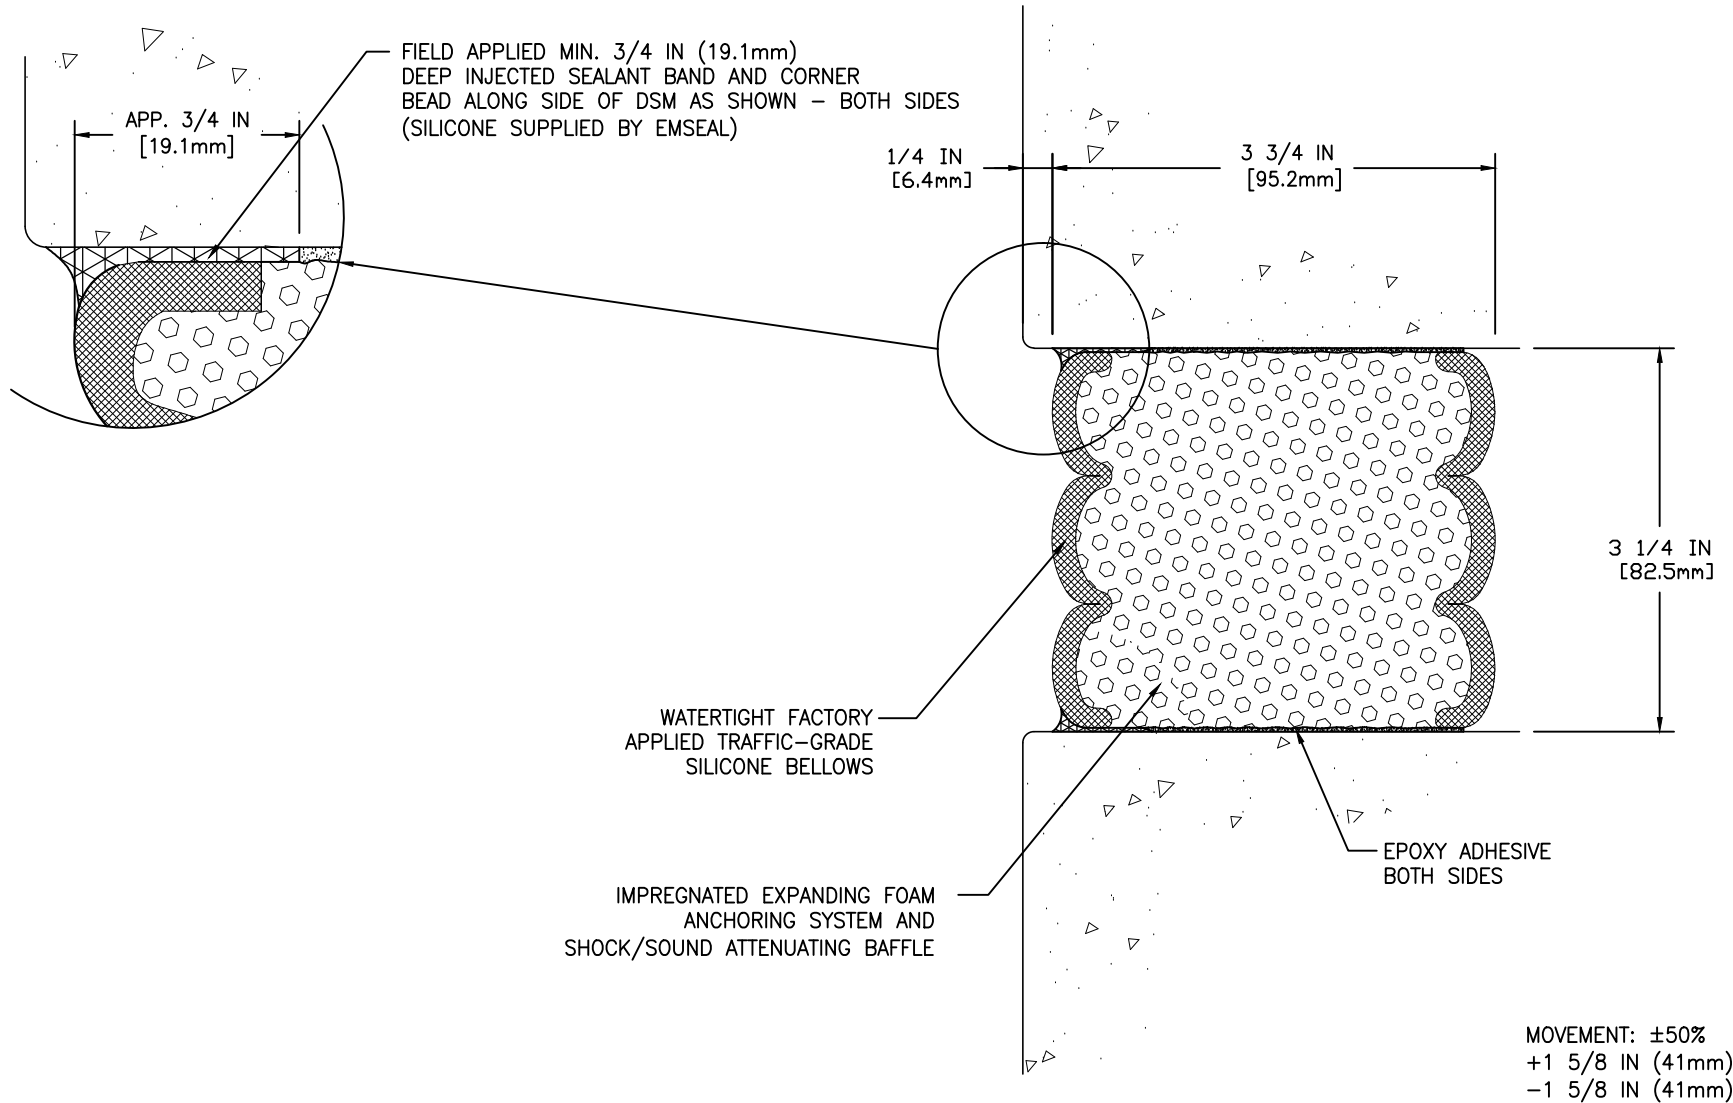 FIELD APPLIED MIN. 3/4 IN (19.1mm)
DEEP INJECTED SEALANT BAND AND CORNER
BEAD ALONG SIDE OF DSM AS SHOWN – BOTH SIDES
(SILICONE SUPPLIED BY EMSEAL)
APP. 3/4 IN
[19.1mm]
1/4 IN
[6.4mm]
3 3/4 IN
[95.2mm]
3 1/4 IN
[82.5mm]
WATERTIGHT FACTORY
APPLIED TRAFFIC–GRADE
SILICONE BELLOWS
IMPREGNATED EXPANDING FOAM
ANCHORING SYSTEM AND
SHOCK/SOUND ATTENUATING BAFFLE
EPOXY ADHESIVE
BOTH SIDES
MOVEMENT: ±50%
+1 5/8 IN (41mm)
–1 5/8 IN (41mm)